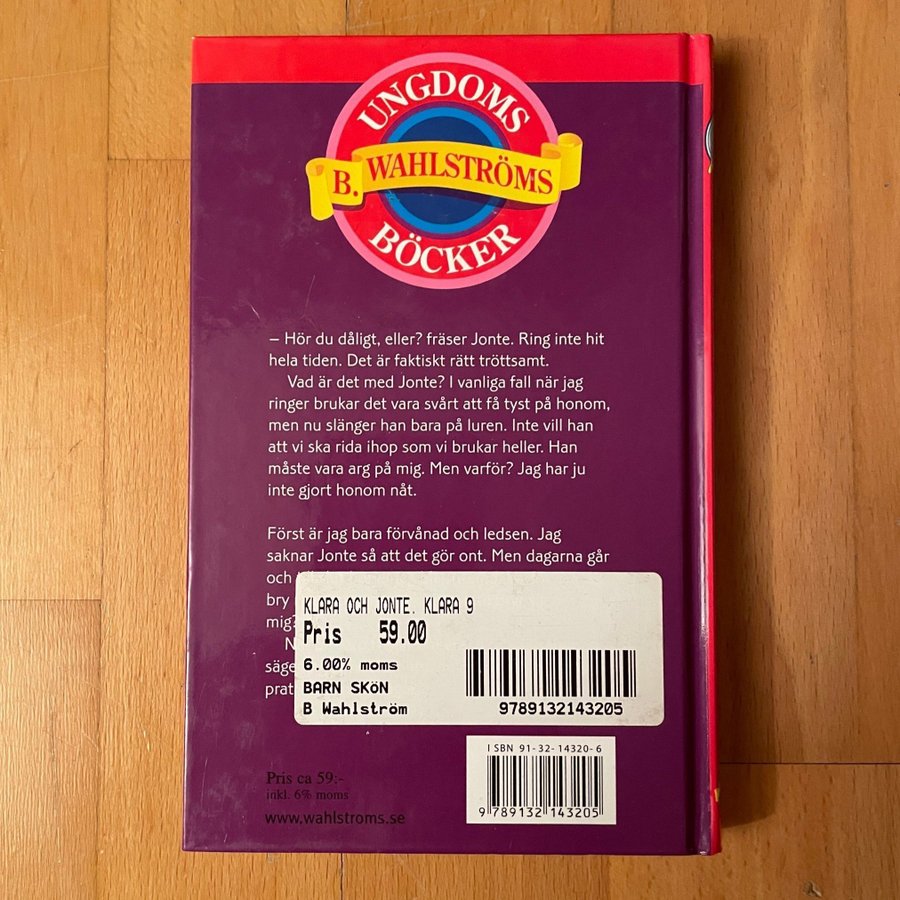 UNGDOMS
B. WAHLSTRÖMS
BÖCKER
– Hör du dåligt, eller? fräser Jonte. Ring inte hit
hela tiden. Det är faktiskt rätt tröttsamt.
Vad är det med Jonte? I vanliga fall när jag
ringer brukar det vara svårt att få tyst på honom,
men nu slänger han bara på luren. Inte vill han
att vi ska rida ihop som vi brukar heller. Han
måste vara arg på mig. Men varför? Jag har ju
inte gjort honom nåt.
Först är jag bara förvånad och ledsen. Jag
saknar Jonte så att det gör ont. Men dagarna går
och
bry
mig?
säge
prat
KLARA OCH JONTE. KLARA 9
Pris 59.00
6.00% moms
BARN SKöN
B Wahlström
9789132143205
ISBN 91-32-14320-6
9 789132 143205
Pris ca 59:-
inkl. 6% moms
www.wahlstroms.se